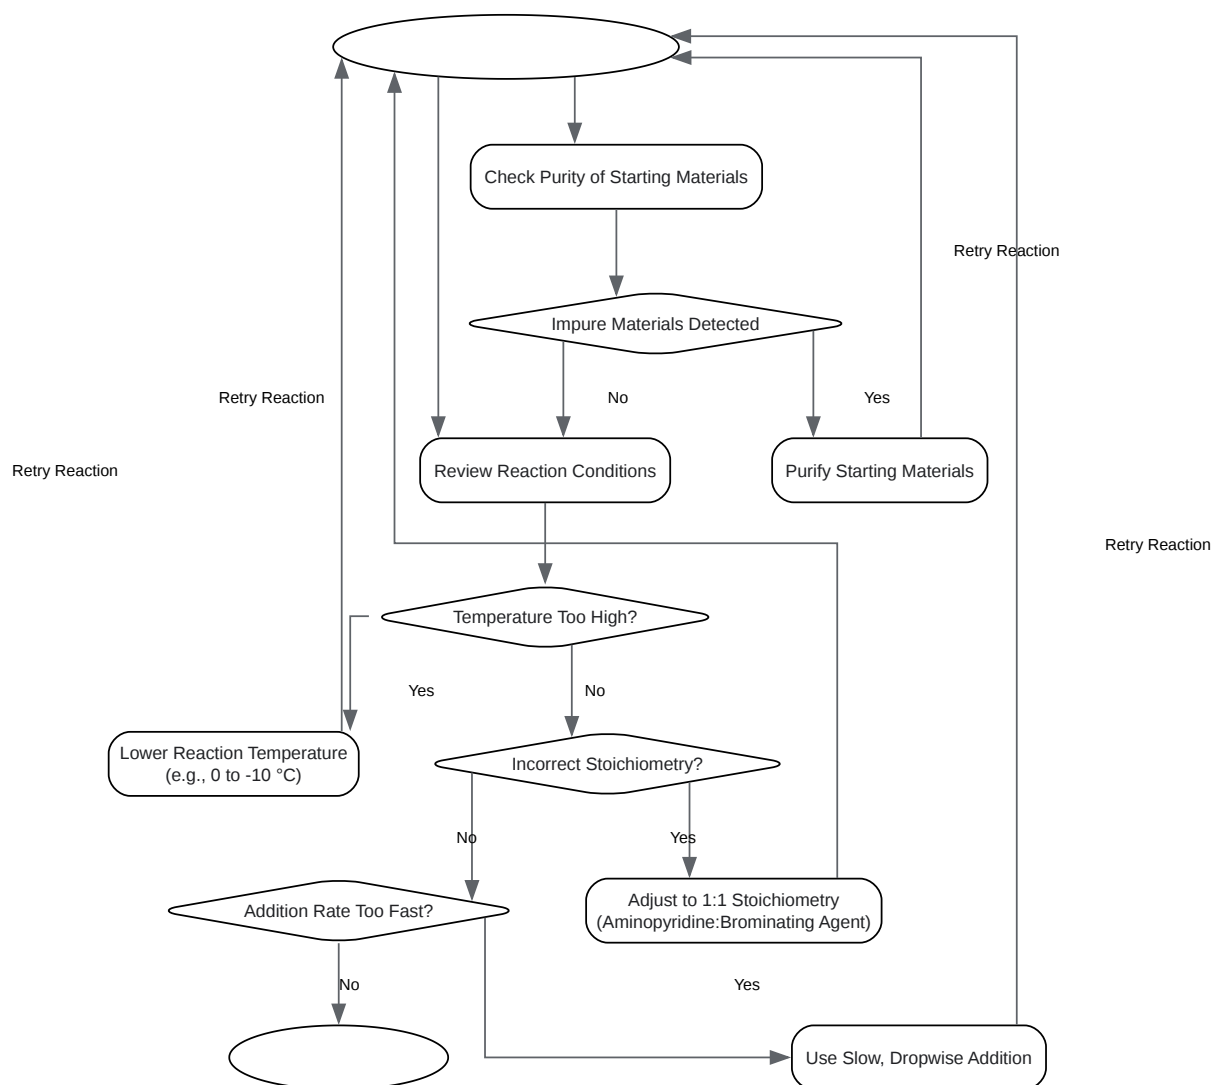 Check Purity of Starting Materials
Retry Reaction
Impure Materials Detected
Retry Reaction
No
Yes
Retry Reaction
Review Reaction Conditions
Purify Starting Materials
Retry Reaction
Temperature Too High?
Yes
No
Lower Reaction Temperature
(e.g., 0 to -10 °C)
Incorrect Stoichiometry?
No
Yes
Addition Rate Too Fast?
Adjust to 1:1 Stoichiometry
(Aminopyridine:Brominating Agent)
No
Yes
Use Slow, Dropwise Addition